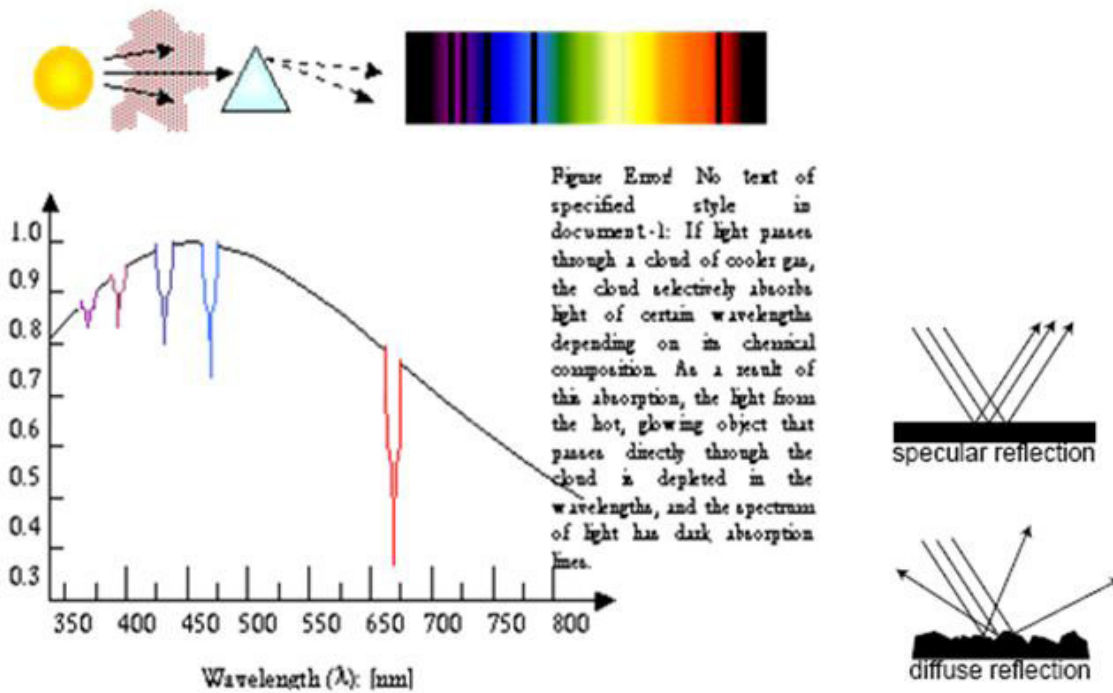 Figure Error! No text of
specified style in
document-1: If light passes
through a cloud of cooler gas,
the cloud selectively absorbs
light of certain wavelengths
depending on its chemical
composition. As a result of
this absorption, the light from
the hot, glowing object that
passes directly through the
cloud is depleted in the
wavelengths, and the spectrum
of light has dark absorption
lines.
1.0
0.9
0.8
0.7
0.6
0.5
0.4
0.3
350 400 450 500 550 650 700 750 800
Wavelength (λ): [nm]
specular reflection
diffuse reflection